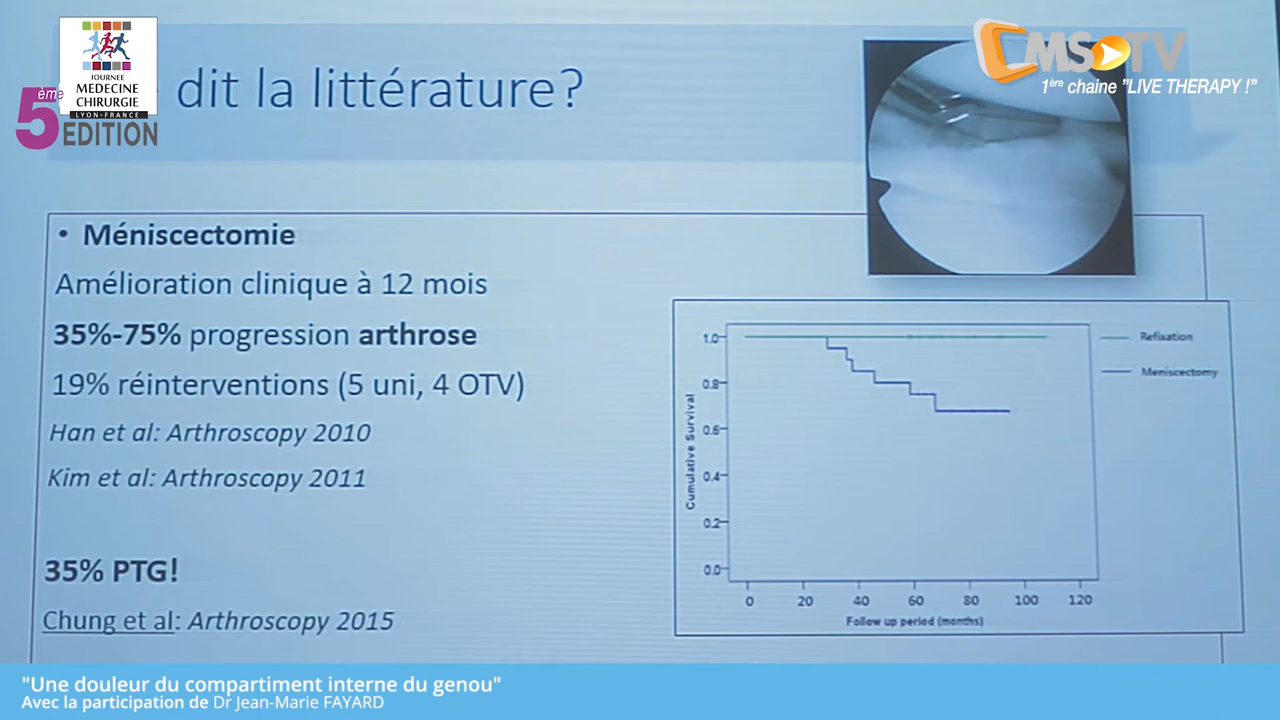 JOURNEE
MEDECINE
CHIRURGIE
LYON-FRANCE
5ème
EDITION
dit la littérature?
CMS TV
1ère chaine "LIVE THERAPY !"
• Méniscectomie
Amélioration clinique à 12 mois
35%-75% progression arthrose
19% réinterventions (5 uni, 4 OTV)
Han et al: Arthroscopy 2010
Kim et al: Arthroscopy 2011
35% PTG!
Chung et al: Arthroscopy 2015
Cumulative Survival
1.0
0.8
0.6
0.4
0.2
0.0
0 20 40 60 80 100 120
Follow up period (months)
Refixation
Meniscectomy
"Une douleur du compartiment interne du genou"
Avec la participation de Dr Jean-Marie FAYARD